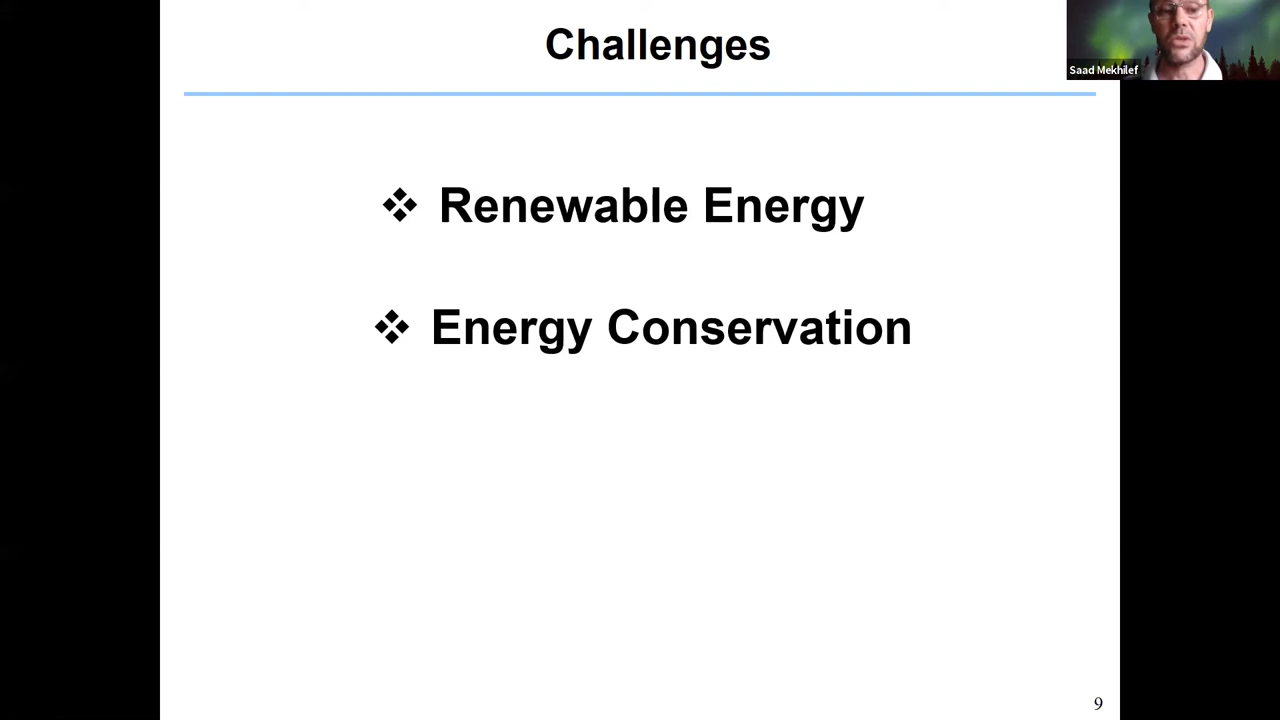 Challenges
Saad Mekhilef
❖ Renewable Energy
❖ Energy Conservation
9